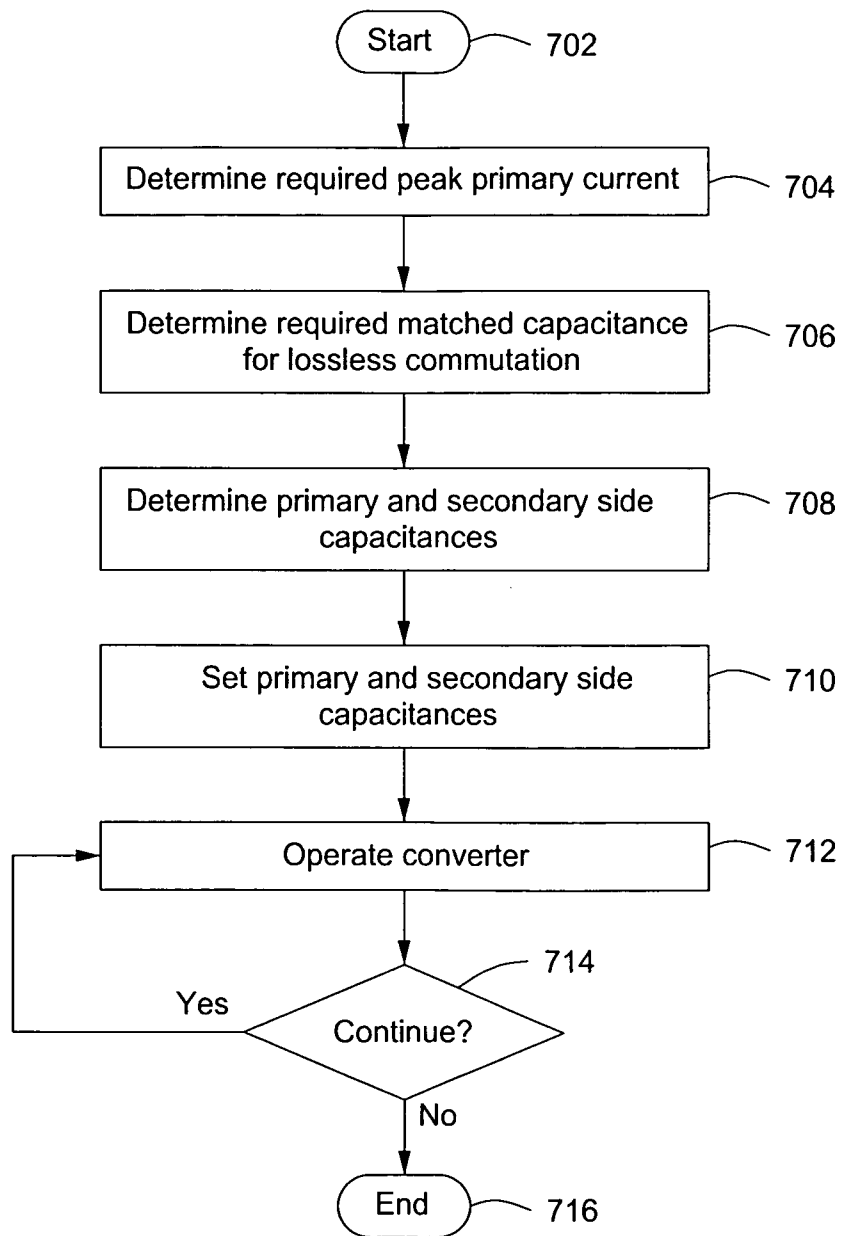 Start
702
Determine required peak primary current
704
Determine required matched capacitance
for lossless commutation
706
Determine primary and secondary side
capacitances
708
Set primary and secondary side
capacitances
710
Operate converter
712
714
Yes
Continue?
No
End
716